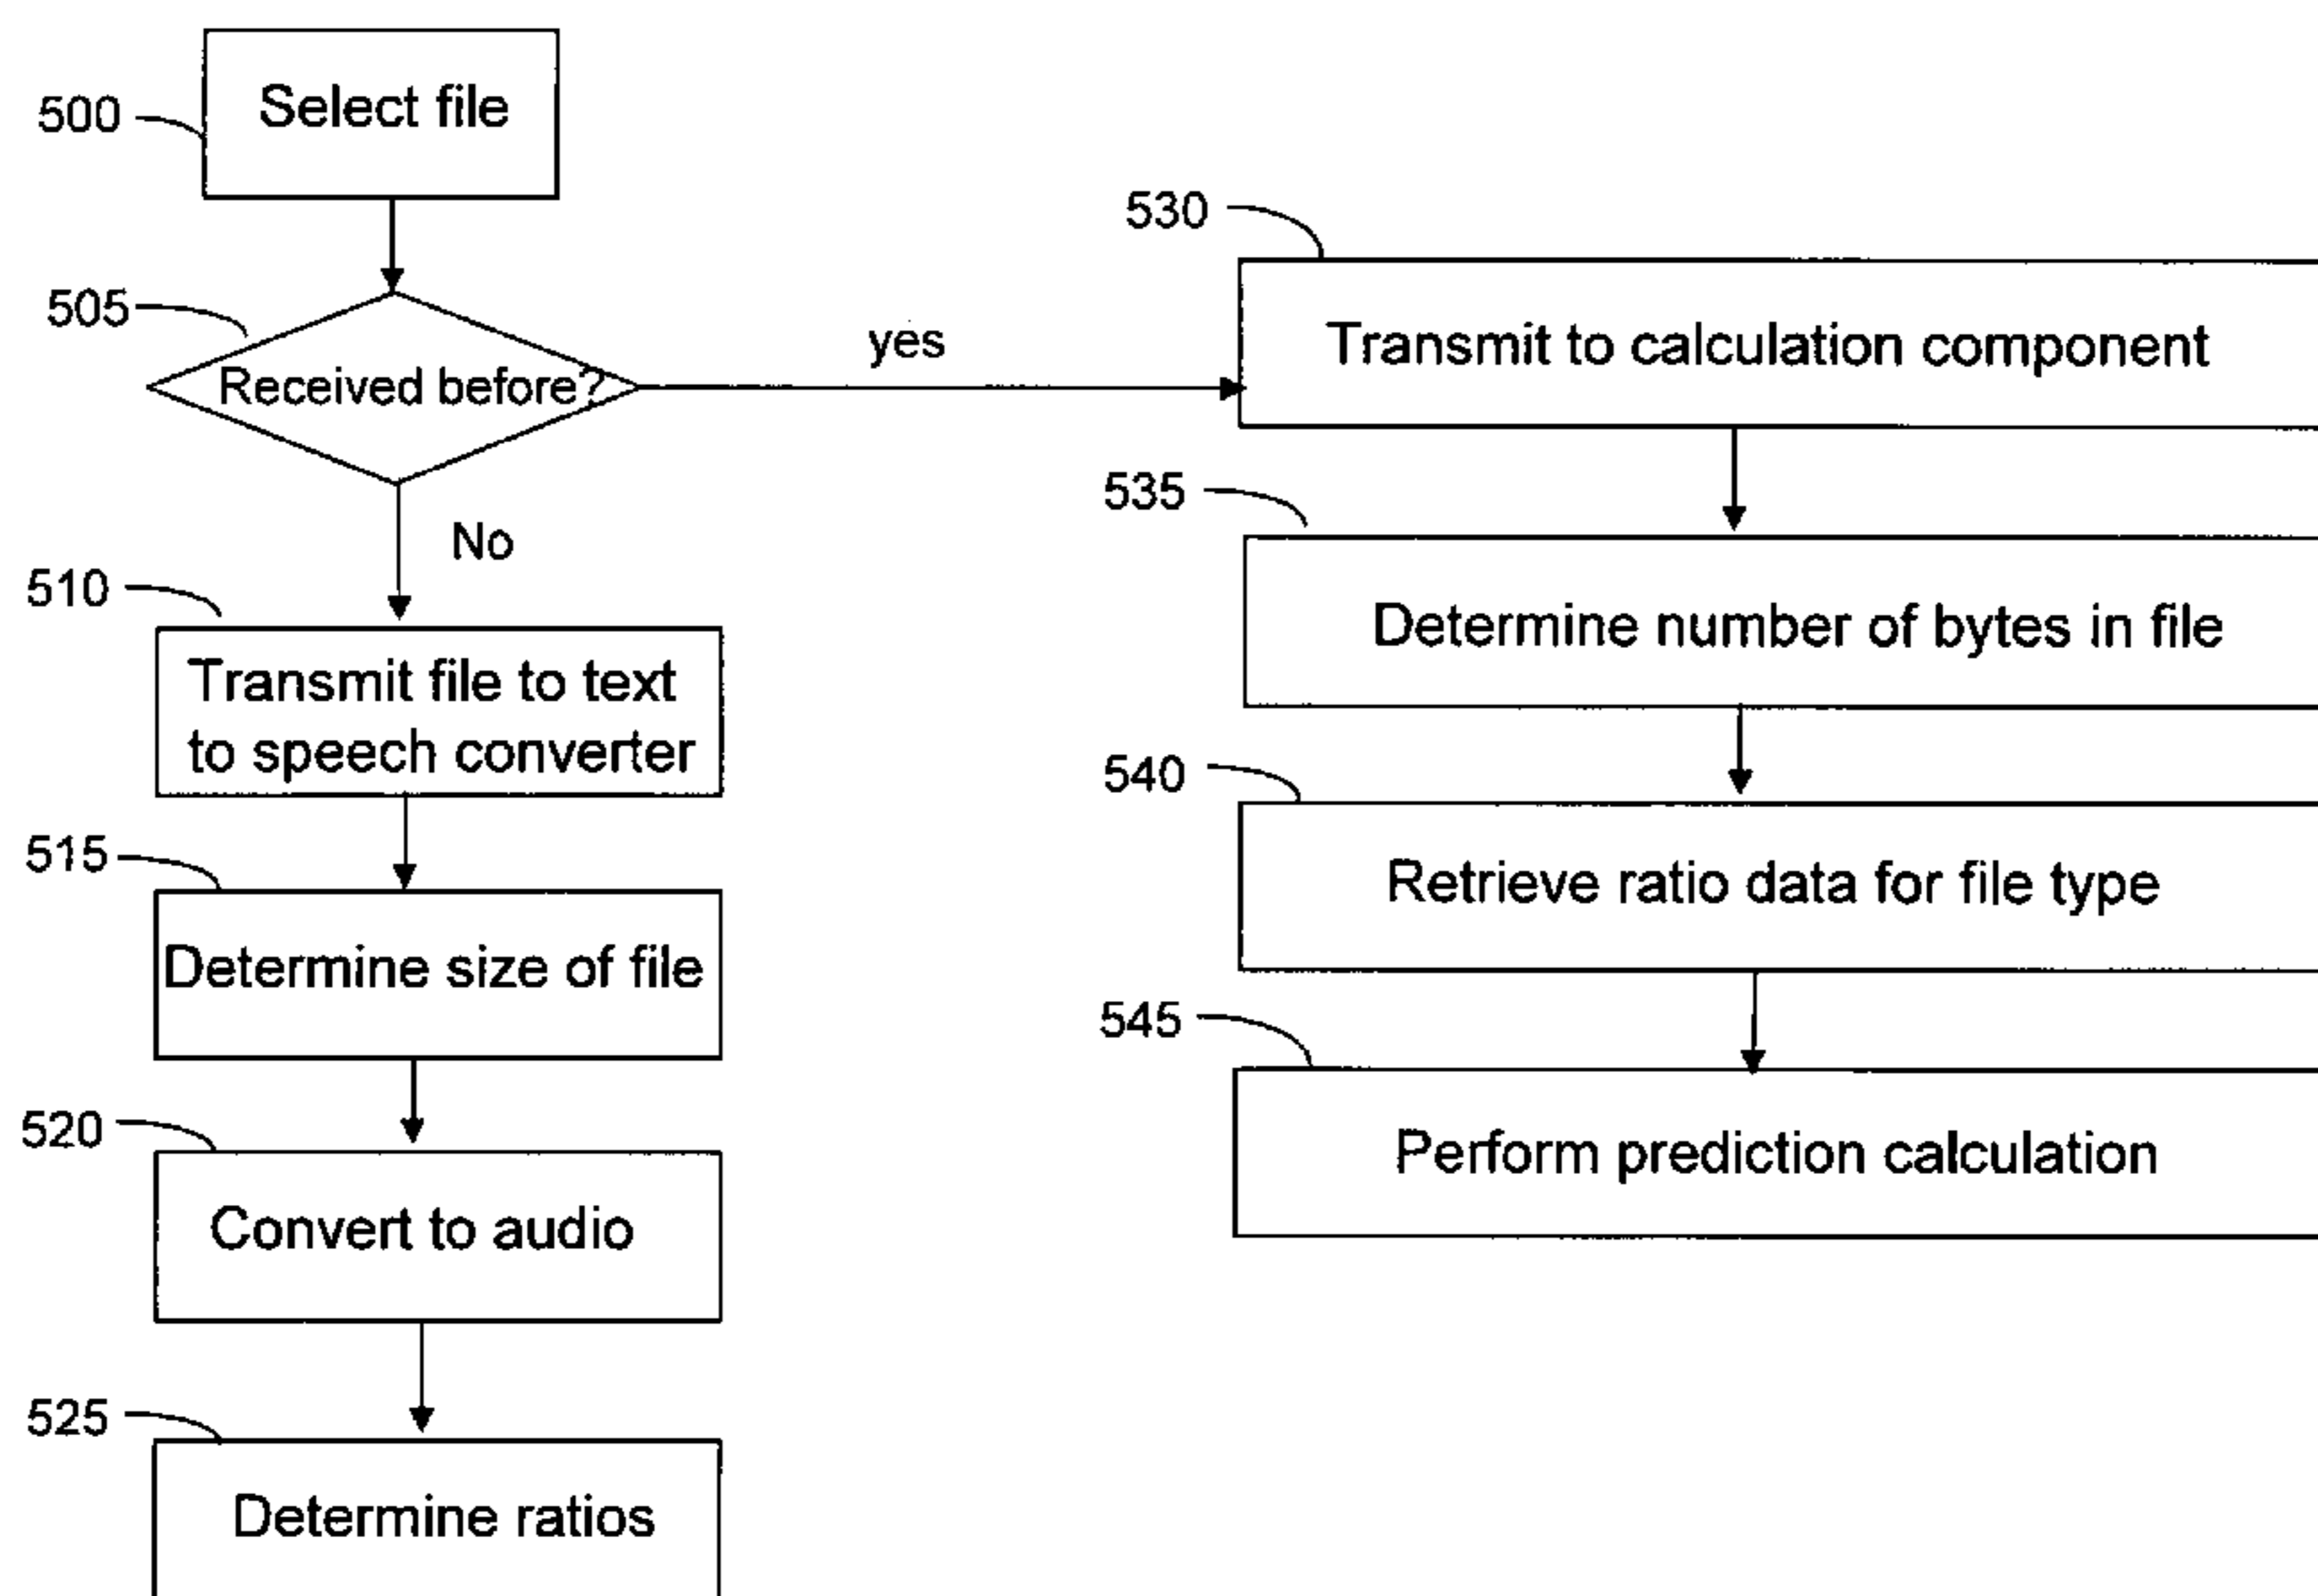 500
Select file
505
Received before?
yes
No
510
Transmit file to text
to speech converter
515
Determine size of file
520
Convert to audio
525
Determine ratios
530
Transmit to calculation component
535
Determine number of bytes in file
540
Retrieve ratio data for file type
545
Perform prediction calculation